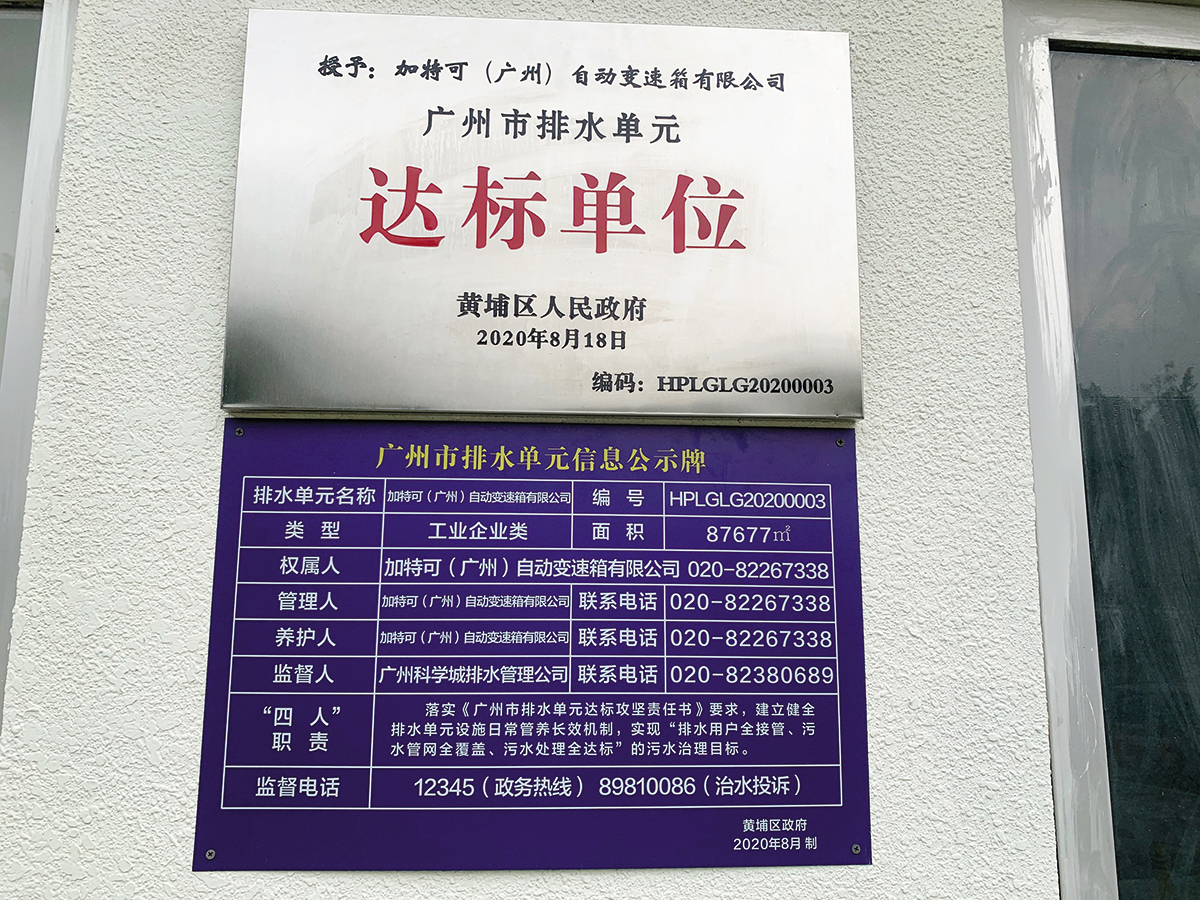 授予：加特可（广州）自动变速箱有限公司
广州市排水单元
达标单位
黄埔区人民政府
2020年8月18日
编码：HPLGLG20200003
广州市排水单元信息公示牌
排水单元名称 加特可（广州）自动变速箱有限公司 编 号 HPLGLG20200003
类 型 工业企业类 面 积 87677㎡
权属人 加特可（广州）自动变速箱有限公司 020-82267338
管理人 加特可（广州）自动变速箱有限公司 联系电话 020-82267338
养护人 加特可（广州）自动变速箱有限公司 联系电话 020-82267338
监督人 广州科学城排水管理公司 联系电话 020-82380689
“四 人”
职 责
落实《广州市排水单元达标攻坚责任书》要求，建立健全
排水单元设施日常管养长效机制，实现“排水用户全接管、污
水管网全覆盖、污水处理全达标”的污水治理目标。
监督电话 12345（政务热线） 89810086（治水投诉）
黄埔区政府
2020年8月 制